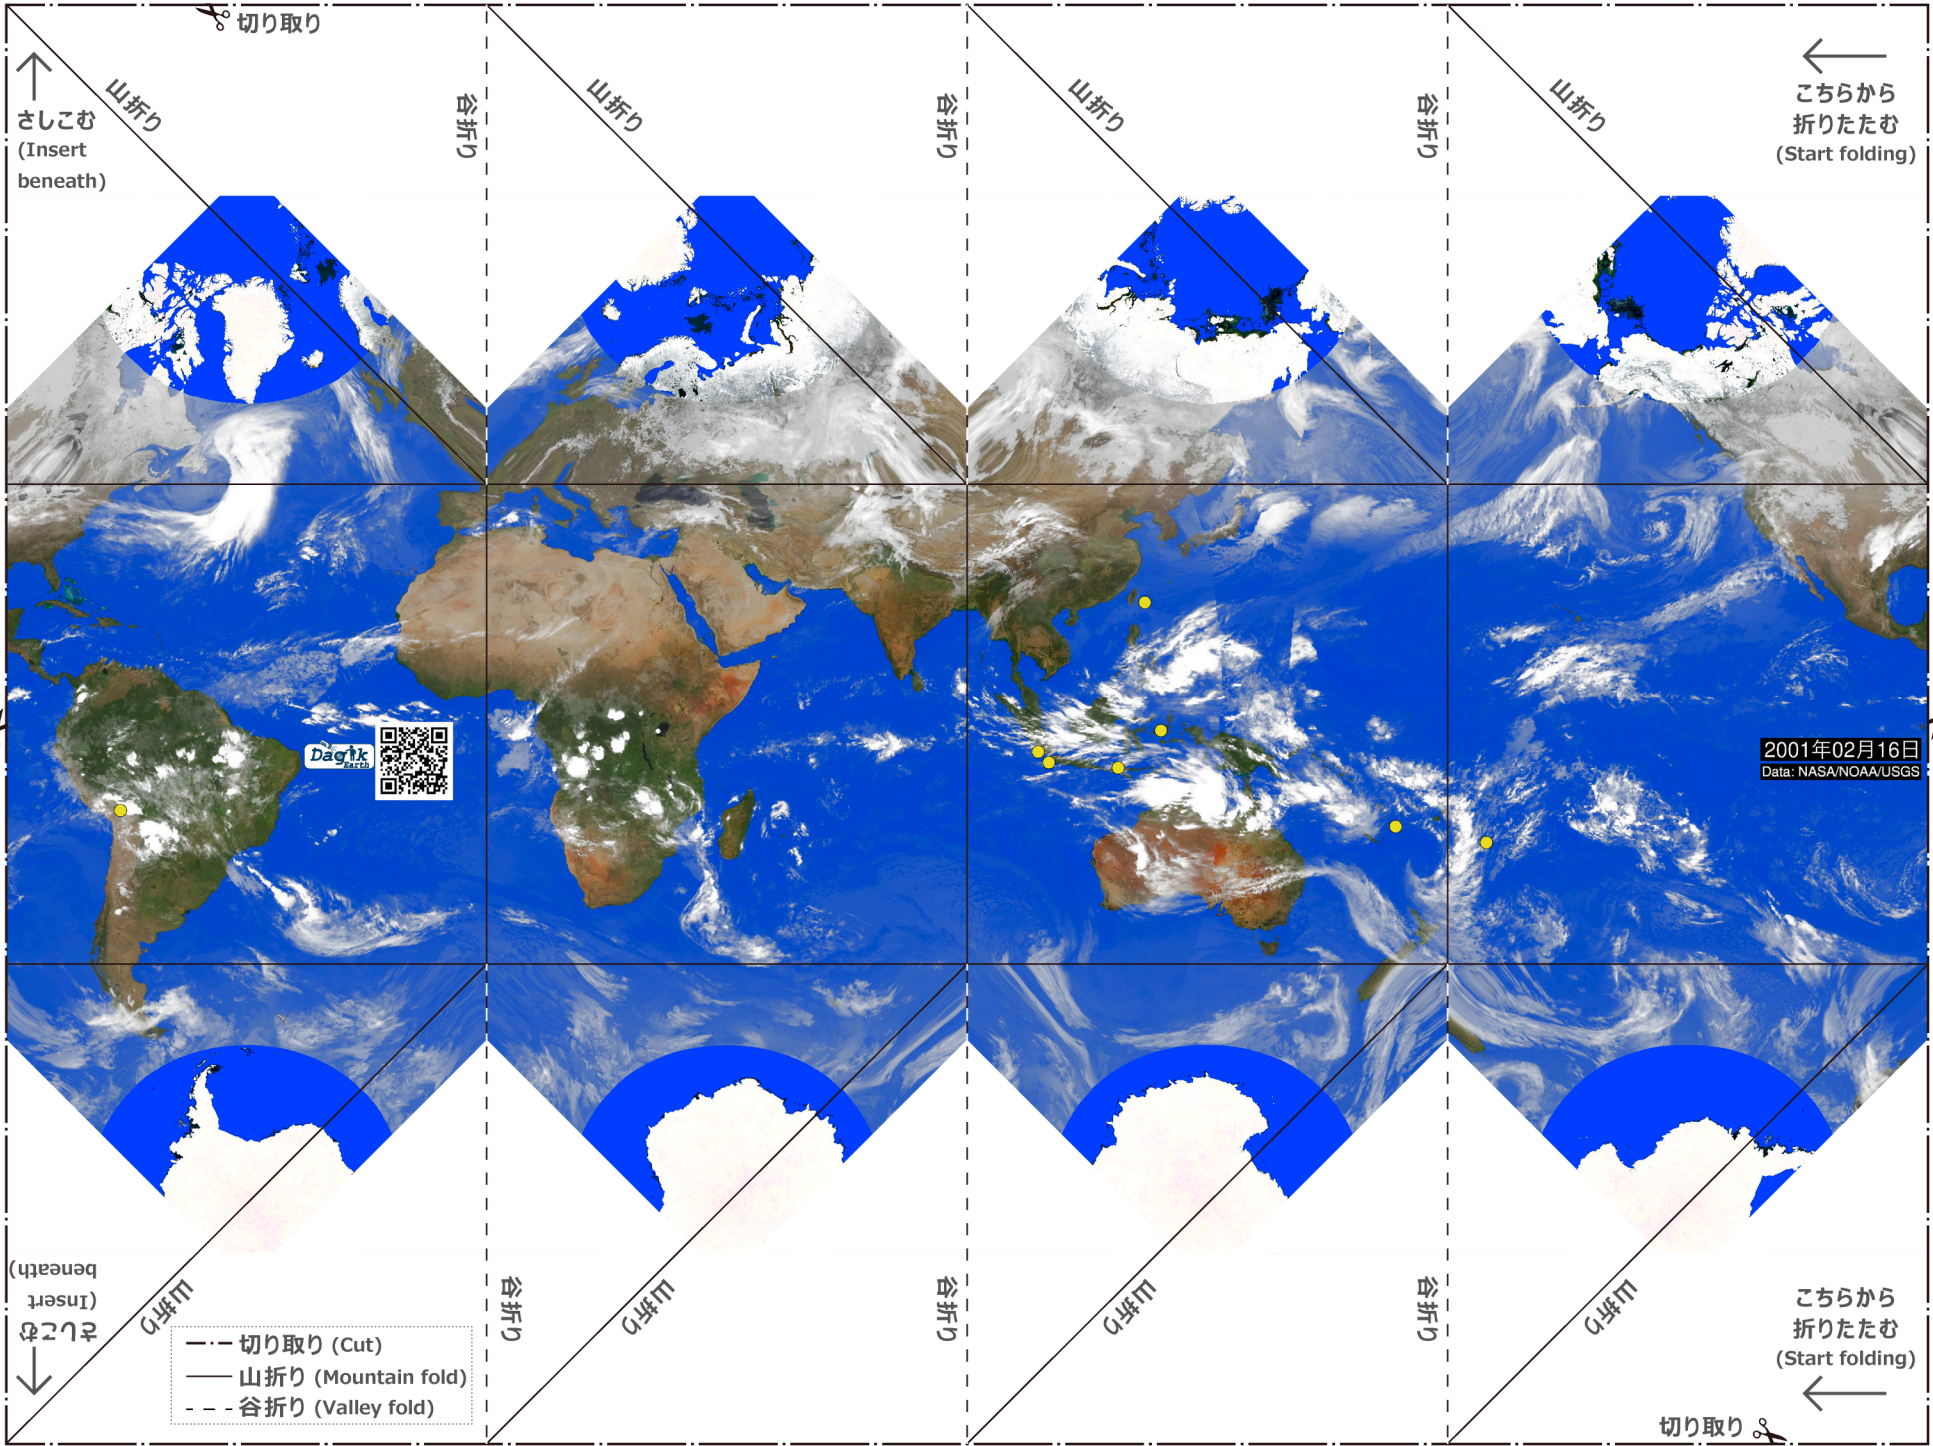 切り取り
山折り
谷折り
山折り
谷折り
山折り
谷折り
山折り
さしこむ
(Insert
beneath)
こちらから
折りたたむ
(Start folding)
Dagik
Earth
2001年02月16日
Data: NASA/NOAA/USGS
さしこむ
(Insert
beneath)
山折り
谷折り
山折り
谷折り
山折り
谷折り
山折り
切り取り (Cut)
山折り (Mountain fold)
谷折り (Valley fold)
こちらから
折りたたむ
(Start folding)
切り取り